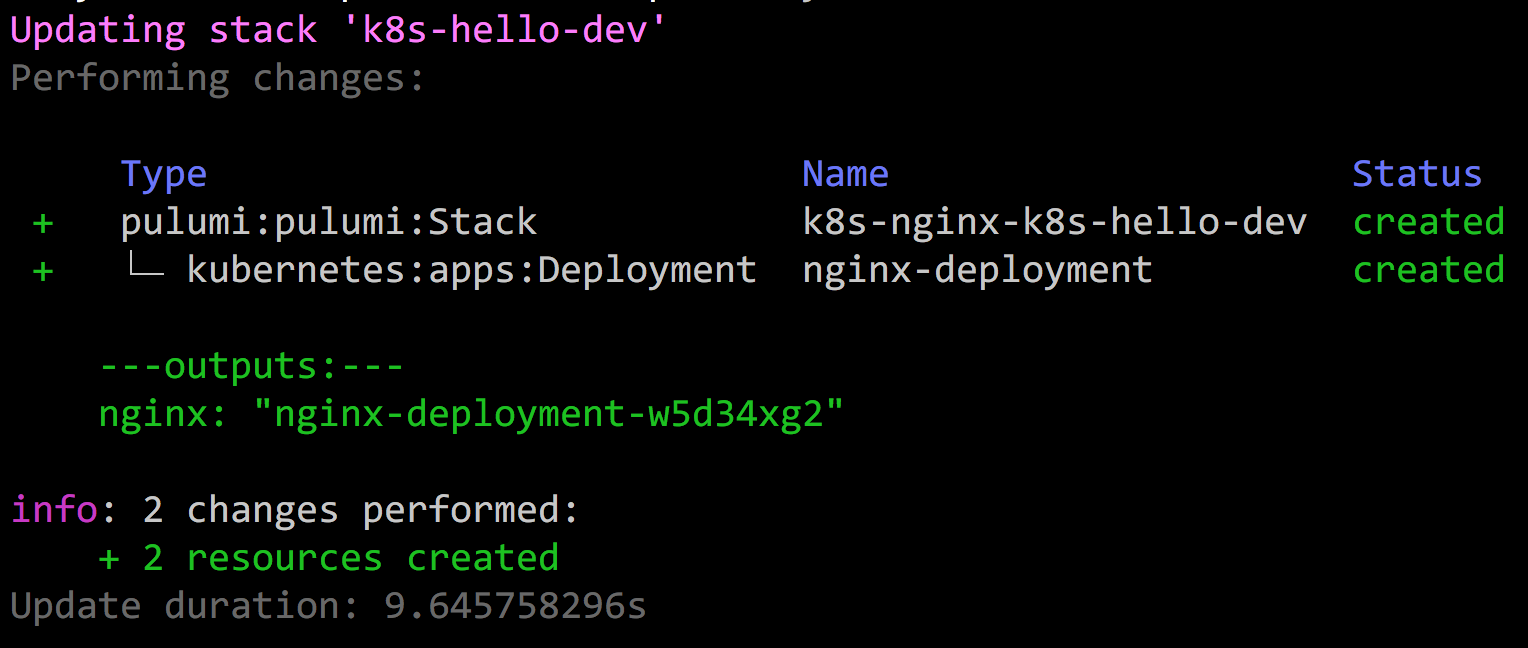 Updating stack 'k8s-hello-dev'
Performing changes:
Type Name Status
+ pulumi:pulumi:Stack k8s-nginx-k8s-hello-dev created
+ └─ kubernetes:apps:Deployment nginx-deployment created
---outputs:---
nginx: "nginx-deployment-w5d34xg2"
info: 2 changes performed:
+ 2 resources created
Update duration: 9.645758296s